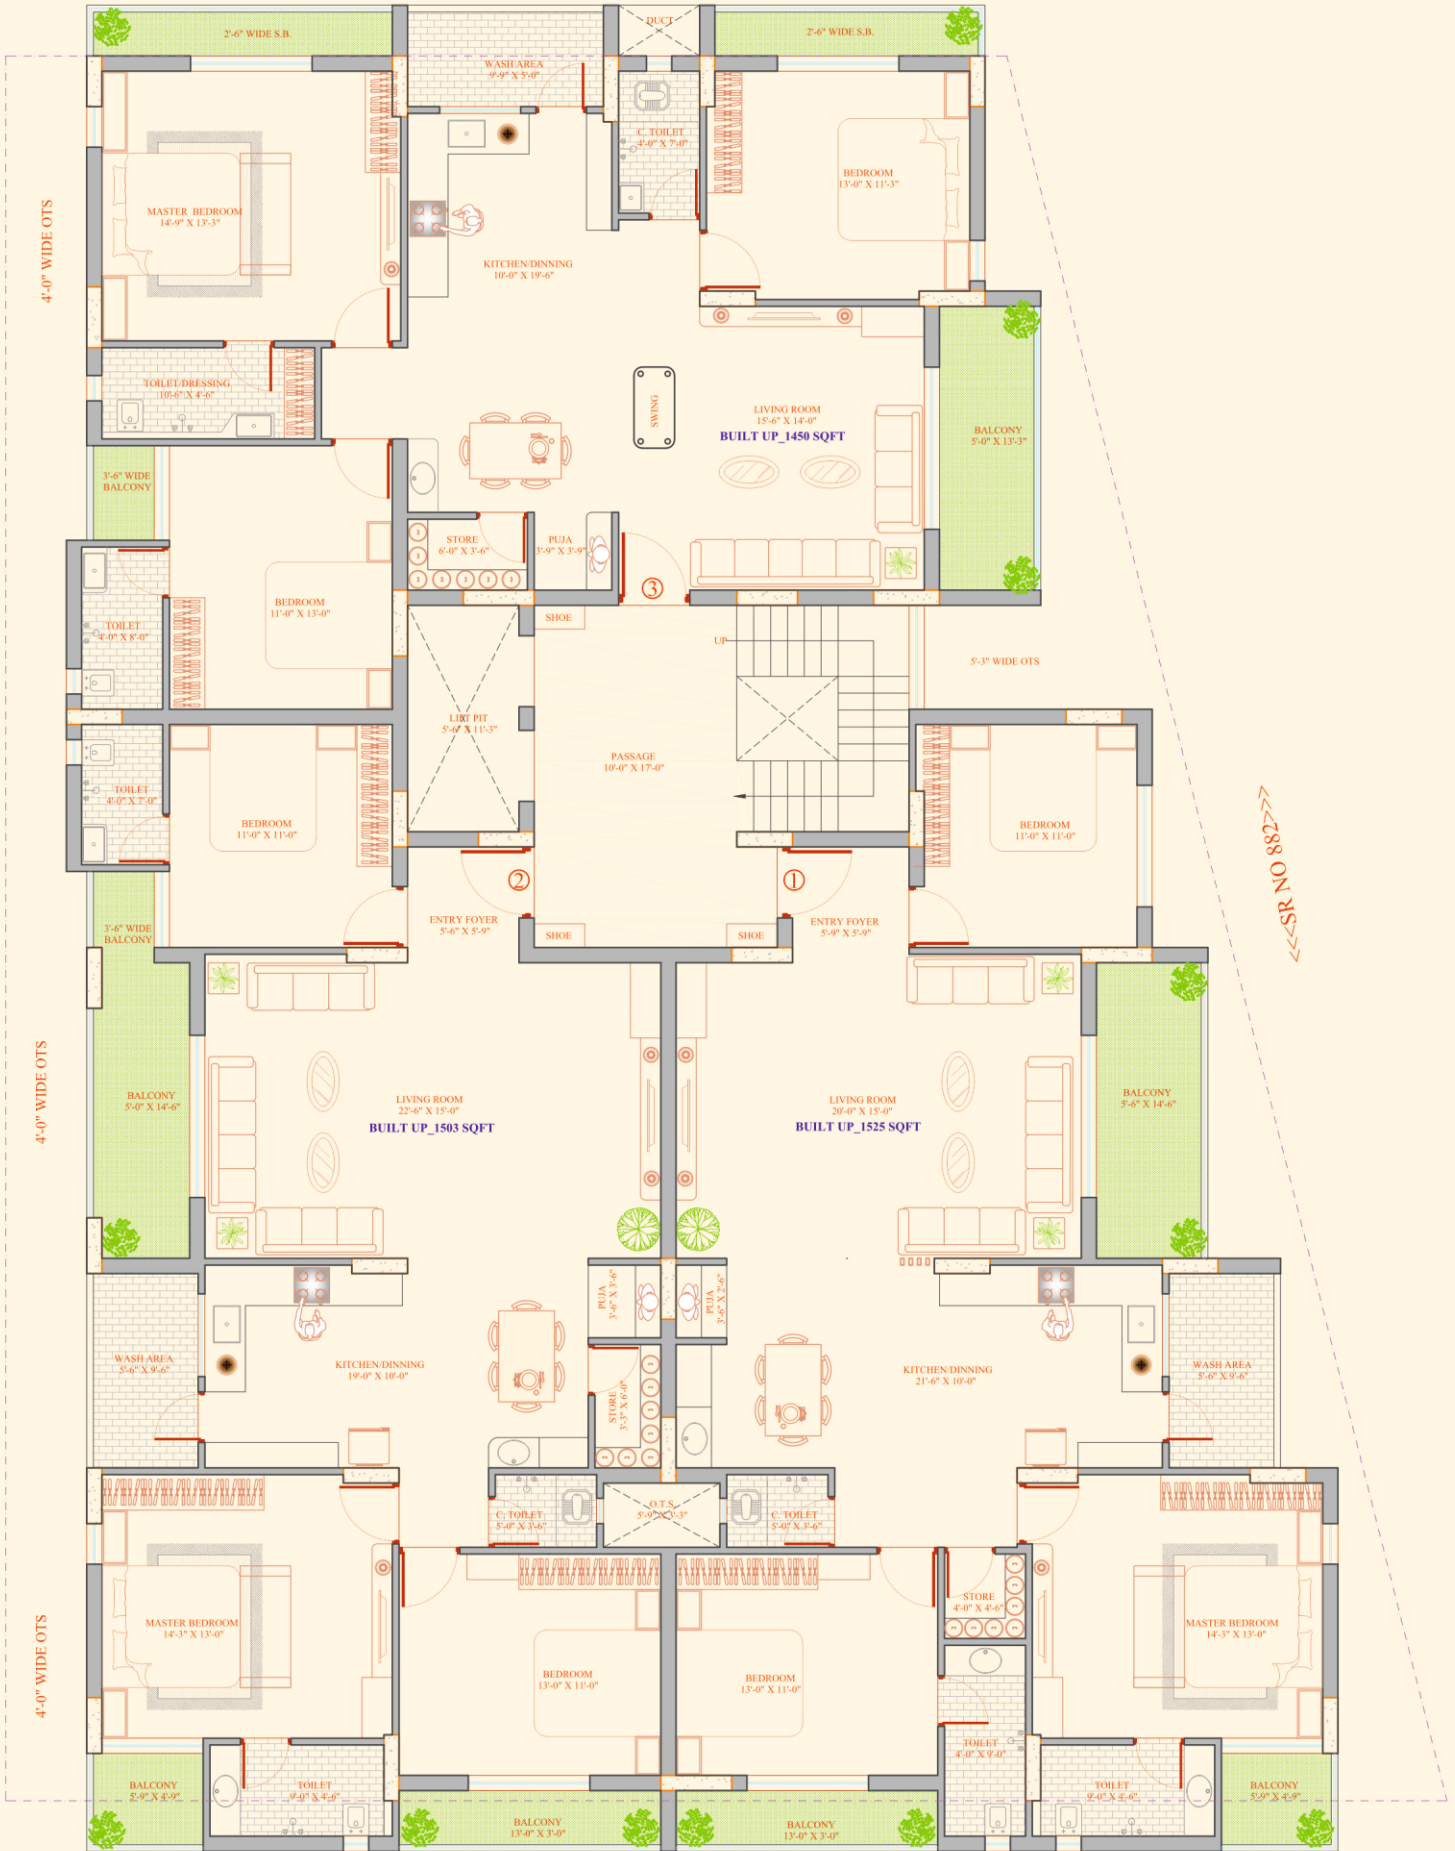 DUCT
2'-6" WIDE S.B.
2'-6" WIDE S.B.
WASH AREA
9'-9" X 5'-0"
C. TOILET
4'-0" X 7'-0"
BEDROOM
13'-0" X 11'-3"
MASTER BEDROOM
14'-9" X 13'-3"
4'-0" WIDE OTS
KITCHEN/DINNING
10'-0" X 19'-6"
TOILET/DRESSING
10'-6" X 4'-6"
SWING
LIVING ROOM
15'-6" X 14'-0"
BUILT UP_1450 SQFT
BALCONY
5'-0" X 13'-3"
3'-6" WIDE
BALCONY
STORE
6'-0" X 3'-6"
PUJA
3'-9" X 3'-9"
3
BEDROOM
11'-0" X 13'-0"
SHOE
TOILET
4'-0" X 8'-0"
UP
5'-3" WIDE OTS
LIFT PIT
5'-6" X 11'-3"
PASSAGE
10'-0" X 17'-0"
TOILET
4'-0" X 7'-0"
BEDROOM
11'-0" X 11'-0"
BEDROOM
11'-0" X 11'-0"
<<<SR NO 882>>>
2
1
3'-6" WIDE
BALCONY
ENTRY FOYER
5'-6" X 5'-9"
SHOE
SHOE
ENTRY FOYER
5'-9" X 5'-9"
4'-0" WIDE OTS
BALCONY
5'-0" X 14'-6"
LIVING ROOM
22'-6" X 15'-0"
BUILT UP_1503 SQFT
LIVING ROOM
20'-0" X 15'-0"
BUILT UP_1525 SQFT
BALCONY
5'-6" X 14'-6"
PUJA
3'-6" X 3'-6"
PUJA
3'-6" X 2'-6"
WASH AREA
5'-6" X 9'-6"
KITCHEN/DINNING
19'-0" X 10'-0"
STORE
3'-3" X 6'-0"
KITCHEN/DINNING
21'-6" X 10'-0"
WASH AREA
5'-6" X 9'-6"
C. TOILET
5'-0" X 3'-6"
O.T.S.
5'-9" X 3'-3"
C. TOILET
5'-0" X 3'-6"
4'-0" WIDE OTS
MASTER BEDROOM
14'-3" X 13'-0"
BEDROOM
13'-0" X 11'-0"
BEDROOM
13'-0" X 11'-0"
STORE
4'-0" X 4'-6"
MASTER BEDROOM
14'-3" X 13'-0"
TOILET
4'-0" X 9'-0"
BALCONY
5'-9" X 4'-9"
TOILET
9'-0" X 4'-6"
BALCONY
13'-0" X 3'-0"
BALCONY
13'-0" X 3'-0"
TOILET
9'-0" X 4'-6"
BALCONY
5'-9" X 4'-9"